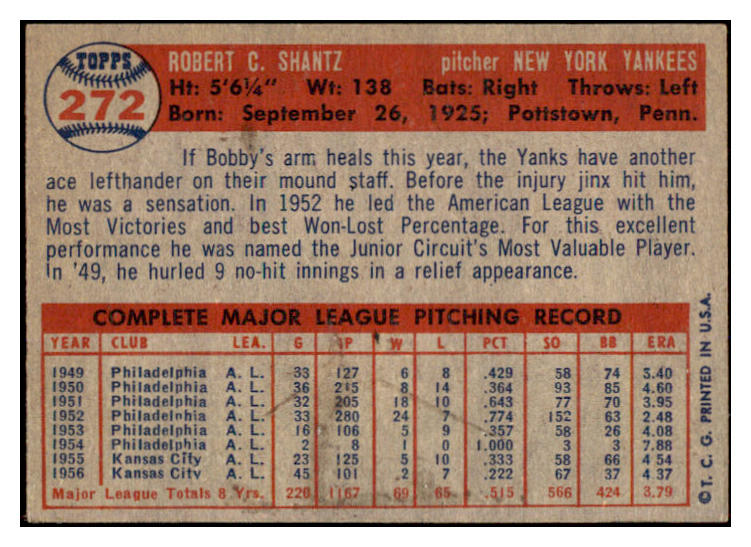 TOPPS
272
ROBERT C. SHANTZ pitcher NEW YORK YANKEES
Ht: 5'6¼" Wt: 138 Bats: Right Throws: Left
Born: September 26, 1925; Pottstown, Penn.
If Bobby's arm heals this year, the Yanks have another
ace lefthander on their mound staff. Before the injury jinx hit him,
he was a sensation. In 1952 he led the American League with the
Most Victories and best Won-Lost Percentage. For this excellent
performance he was named the Junior Circuit's Most Valuable Player.
In '49, he hurled 9 no-hit innings in a relief appearance.
COMPLETE MAJOR LEAGUE PITCHING RECORD
YEAR CLUB LEA. G IP W L PCT SO BB ERA
1949 Philadelphia A. L. 33 127 6 8 .429 58 74 3.40
1950 Philadelphia A. L. 36 215 8 14 .364 93 85 4.60
1951 Philadelphia A. L. 32 205 18 10 .643 77 70 3.95
1952 Philadelphia A. L. 33 280 24 7 .774 152 63 2.48
1953 Philadelphia A. L. 16 106 5 9 .357 58 26 4.08
1954 Philadelphia A. L. 2 8 1 0 1.000 3 3 7.88
1955 Kansas City A. L. 23 125 5 10 .333 58 66 4.54
1956 Kansas City A. L. 45 101 2 7 .222 67 37 4.37
Major League Totals 8 Yrs. 220 1167 69 65 .515 566 424 3.79
© T. C. G. PRINTED IN U.S.A.